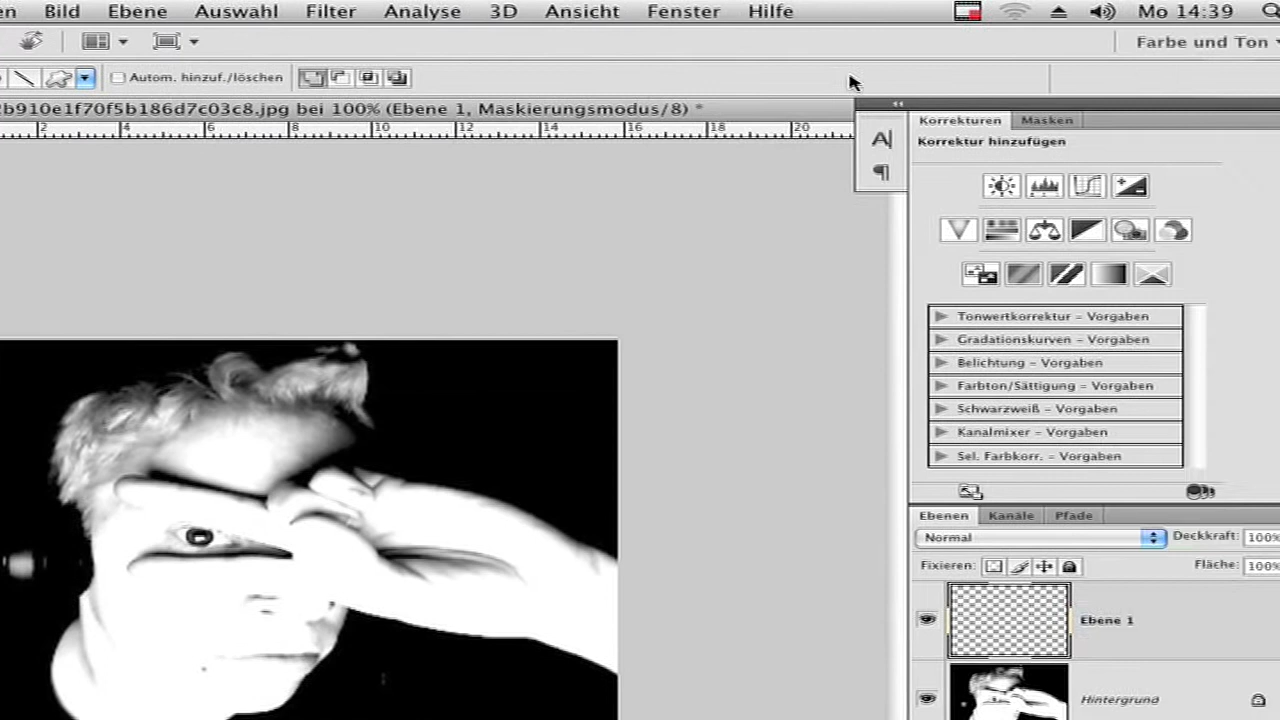 en Bild Ebene Auswahl Filter Analyse 3D Ansicht Fenster Hilfe Mo 14:39
Farbe und Ton
Autom. hinzuf./löschen
2b910e1f70f5b186d7c03c8.jpg bei 100% (Ebene 1, Maskierungsmodus/8) *
2 4 6 8 10 12 14 16 18 20
Korrekturen Masken
Korrektur hinzufügen
A
¶
Tonwertkorrektur – Vorgaben
Gradationskurven – Vorgaben
Belichtung – Vorgaben
Farbton/Sättigung – Vorgaben
Schwarzweiß – Vorgaben
Kanalmixer – Vorgaben
Sel. Farbkorr. – Vorgaben
Ebenen Kanäle Pfade
Normal Deckkraft: 100%
Fixieren: Fläche: 100%
Ebene 1
Hintergrund